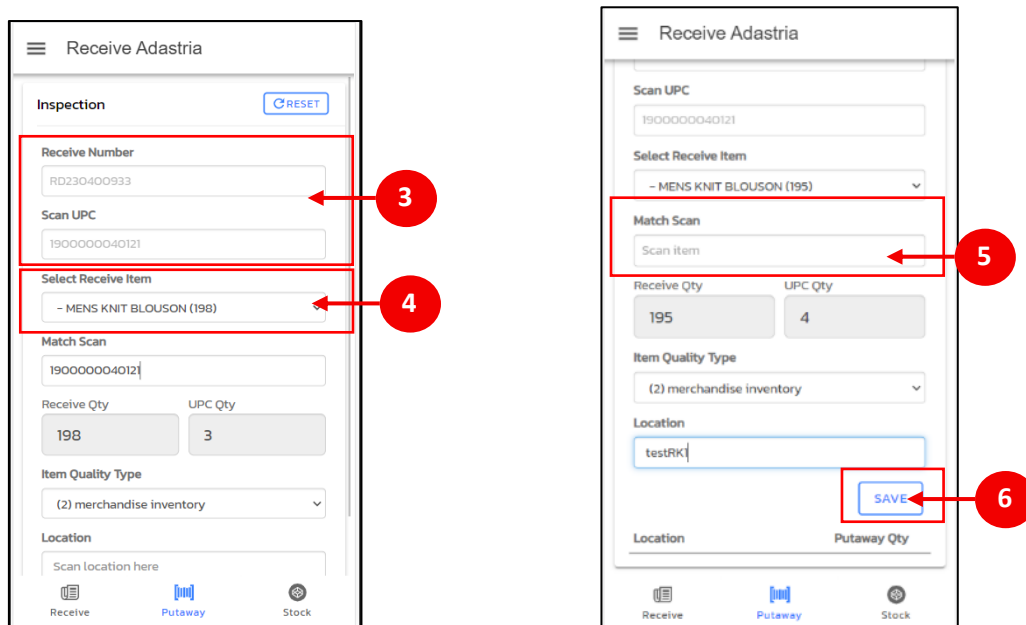 Receive Adastria
Inspection
RESET
Receive Number
RD230400933
Scan UPC
1900000040121
3
Select Receive Item
- MENS KNIT BLOUSON (198)
4
Match Scan
1900000040121
Receive Qty UPC Qty
198 3
Item Quality Type
(2) merchandise inventory
Location
Scan location here
Receive Putaway Stock
Receive Adastria
Scan UPC
1900000040121
Select Receive Item
- MENS KNIT BLOUSON (195)
Match Scan
Scan item
5
Receive Qty UPC Qty
195 4
Item Quality Type
(2) merchandise inventory
Location
testRK1
SAVE
6
Location Putaway Qty
Receive Putaway Stock